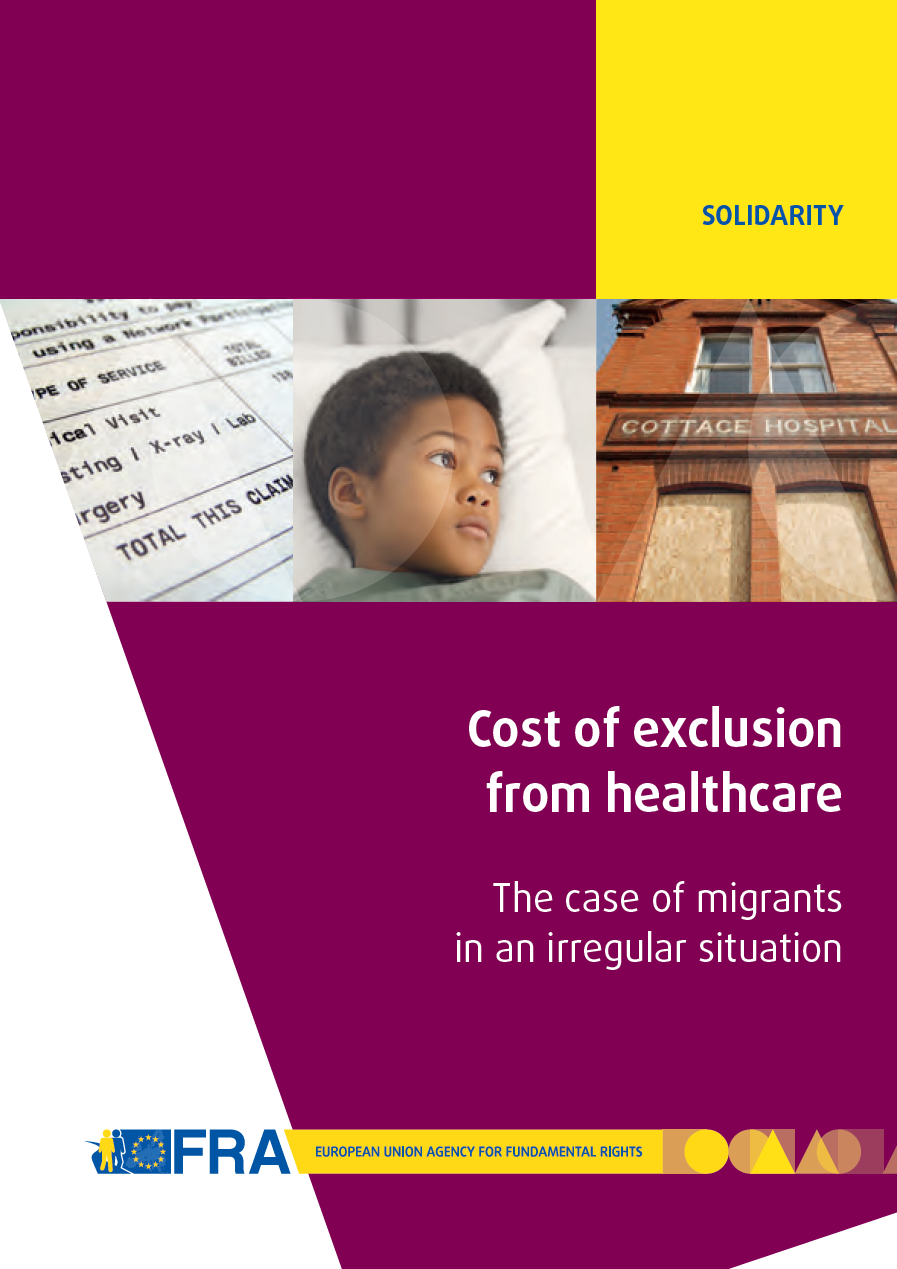 SOLIDARITY
ponsibility to pay.
using a Network Participati
TOTAL
BILLED
PE OF SERVICE
ical Visit
sting / X-ray / Lab
rgery
TOTAL THIS CLAIM
COTTAGE HOSPITAL
Cost of exclusion
from healthcare
The case of migrants
in an irregular situation
FRA
EUROPEAN UNION AGENCY FOR FUNDAMENTAL RIGHTS